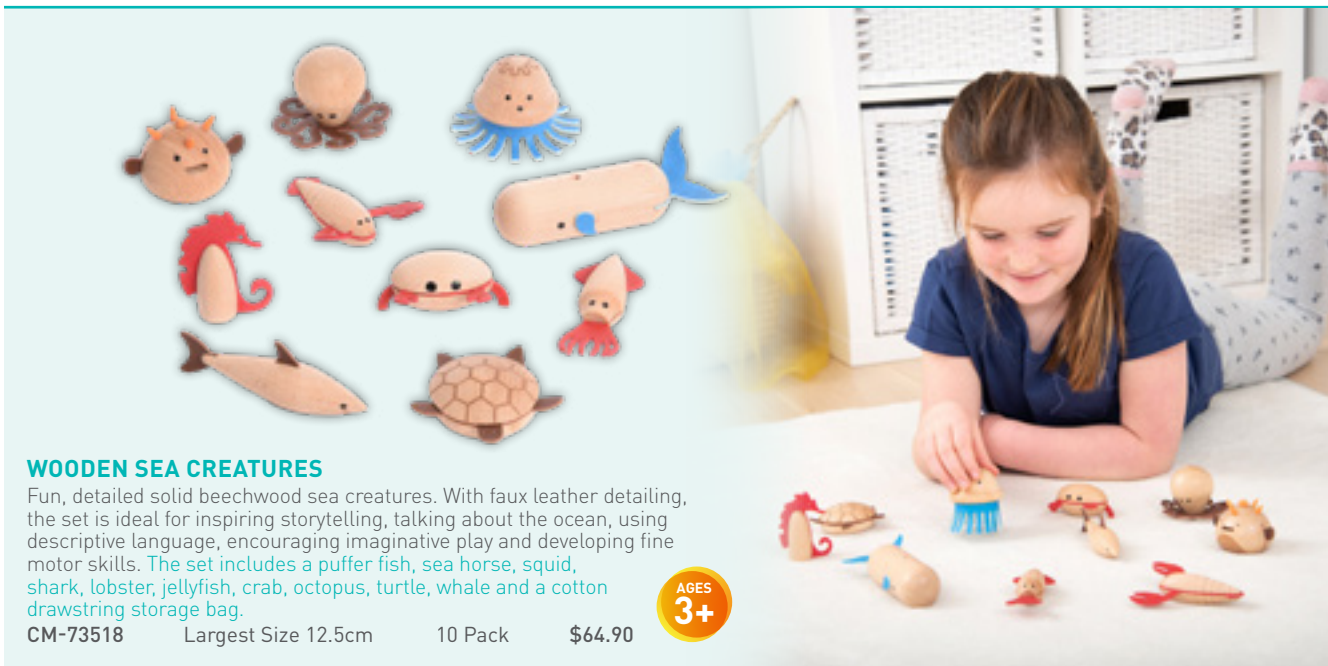 WOODEN SEA CREATURES
Fun, detailed solid beechwood sea creatures. With faux leather detailing,
the set is ideal for inspiring storytelling, talking about the ocean, using
descriptive language, encouraging imaginative play and developing fine
motor skills. The set includes a puffer fish, sea horse, squid,
shark, lobster, jellyfish, crab, octopus, turtle, whale and a cotton
drawstring storage bag.
CM-73518 Largest Size 12.5cm 10 Pack $64.90
AGES
3+